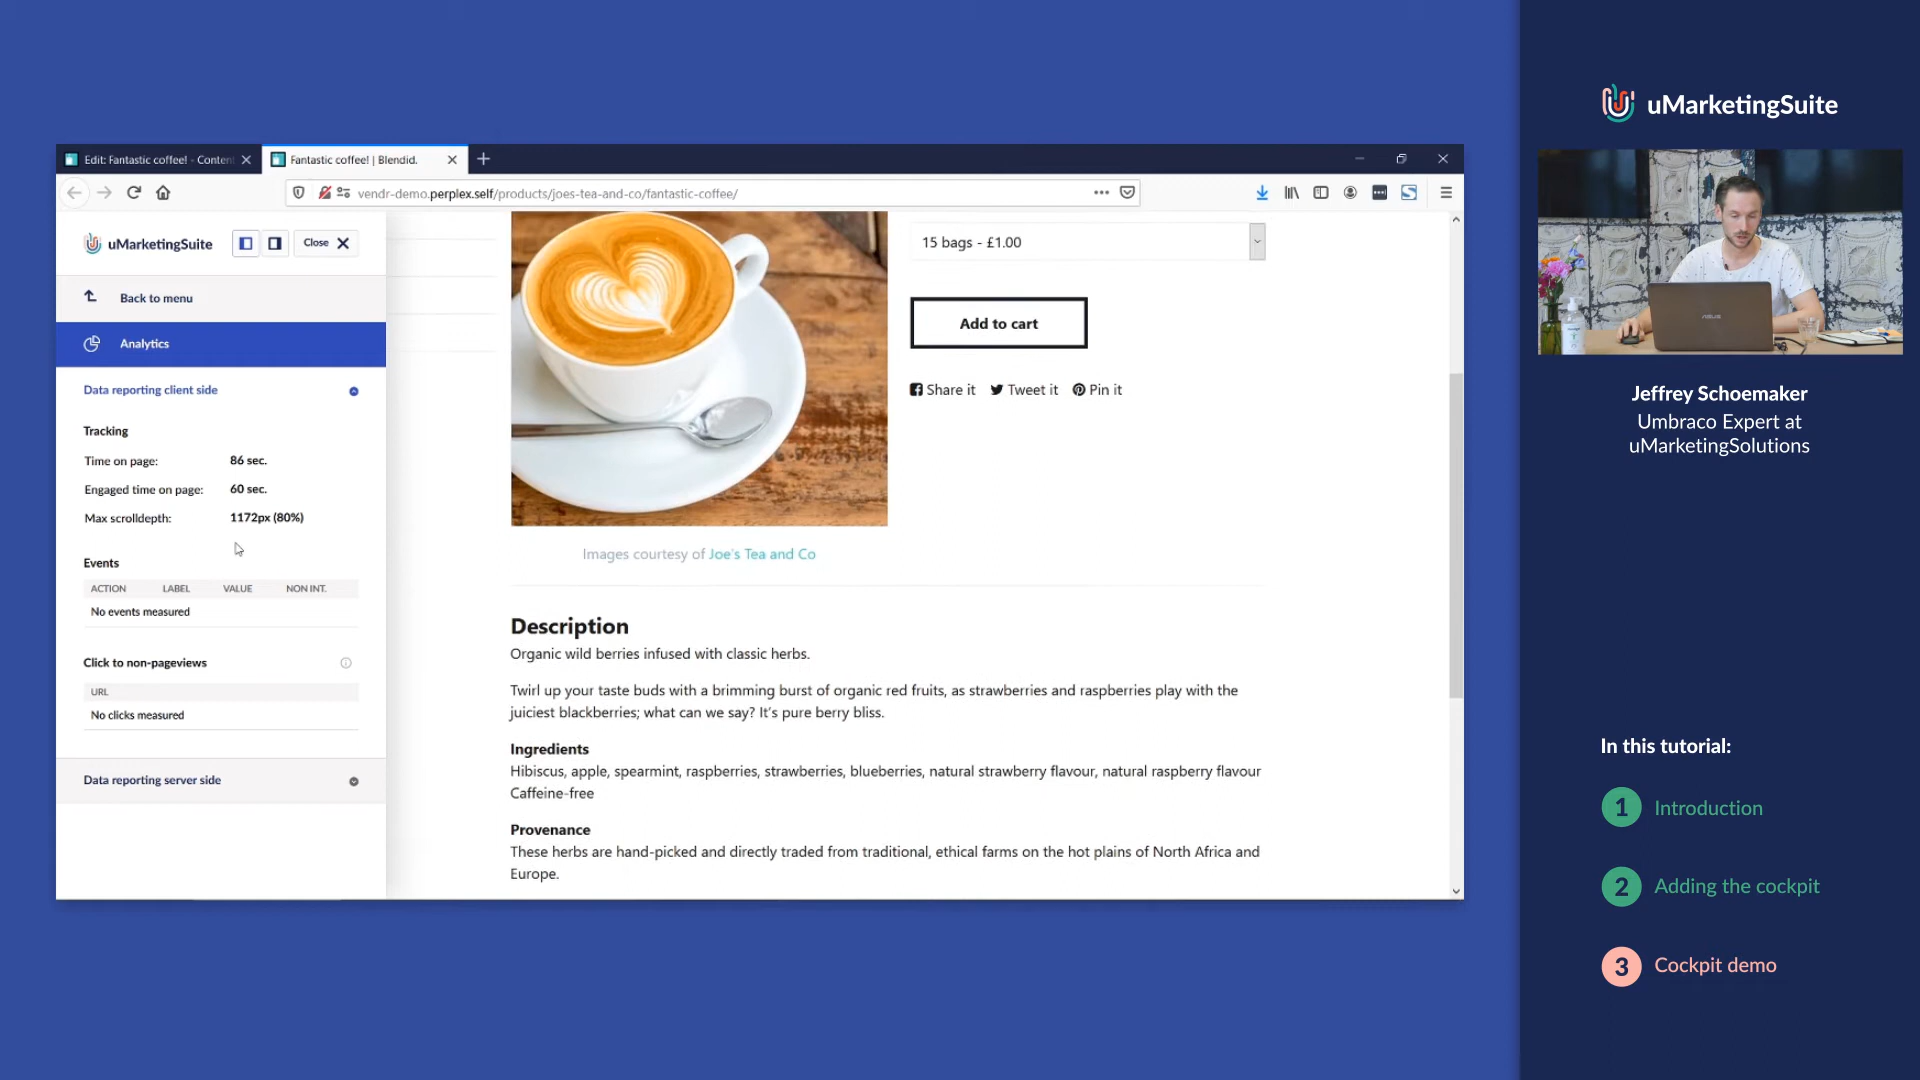 uMarketingSuite
Edit: Fantastic coffee! - Conten
Fantastic coffee! | Blendid.
vendr-demo.perplex.self/products/joes-tea-and-co/fantastic-coffee/
uMarketingSuite
Close
Back to menu
Analytics
Data reporting client side
Tracking
Time on page: 86 sec.
Engaged time on page: 60 sec.
Max scrolldepth: 1172px (80%)
Events
ACTION LABEL VALUE NON INT.
No events measured
Click to non-pageviews
URL
No clicks measured
Data reporting server side
15 bags - £1.00
Add to cart
Share it Tweet it Pin it
Images courtesy of Joe's Tea and Co
Description
Organic wild berries infused with classic herbs.
Twirl up your taste buds with a brimming burst of organic red fruits, as strawberries and raspberries play with the
juiciest blackberries; what can we say? It's pure berry bliss.
Ingredients
Hibiscus, apple, spearmint, raspberries, strawberries, blueberries, natural strawberry flavour, natural raspberry flavour
Caffeine-free
Provenance
These herbs are hand-picked and directly traded from traditional, ethical farms on the hot plains of North Africa and
Europe.
ASUS
Jeffrey Schoemaker
Umbraco Expert at
uMarketingSolutions
In this tutorial:
1 Introduction
2 Adding the cockpit
3 Cockpit demo